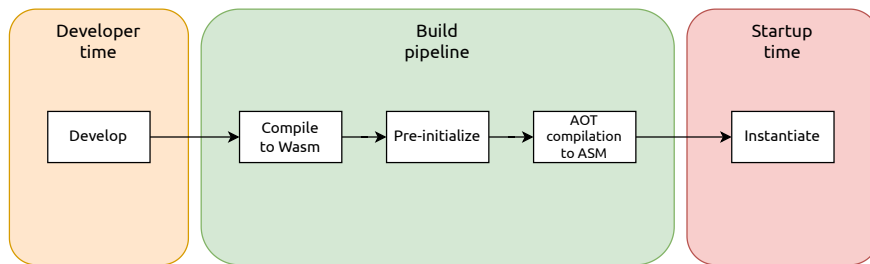 Developer
time
Build
pipeline
Startup
time
Develop
Compile
to Wasm
Pre-initialize
AOT
compilation
to ASM
Instantiate